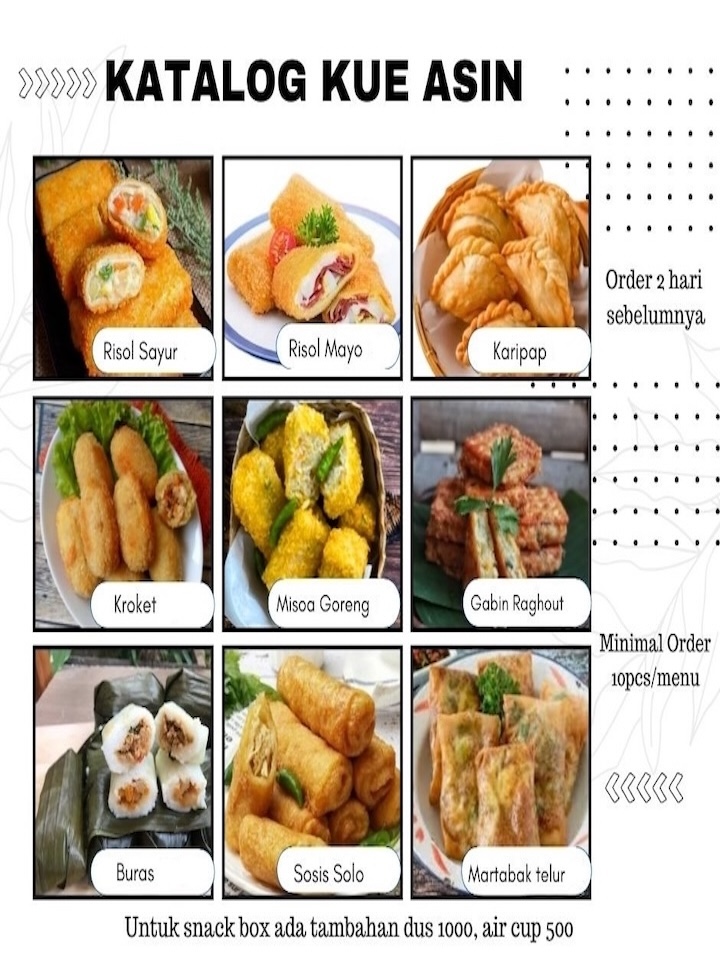 KATALOG KUE ASIN
Risol Sayur
Risol Mayo
Karipap
Order 2 hari
sebelumnya
Kroket
Misoa Goreng
Gabin Raghout
Minimal Order
10pcs/menu
Buras
Sosis Solo
Martabak telur
Untuk snack box ada tambahan dus 1000, air cup 500